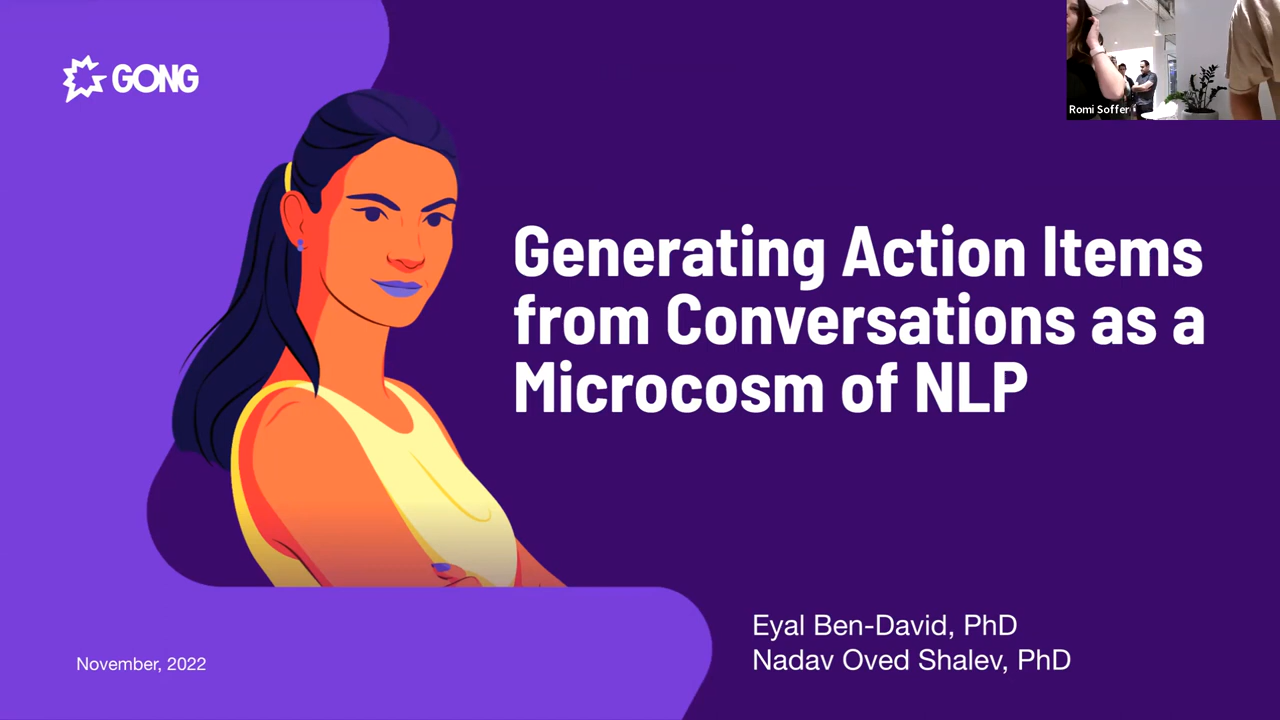 GONG
Romi Soffer
Generating Action Items
from Conversations as a
Microcosm of NLP
Eyal Ben-David, PhD
Nadav Oved Shalev, PhD
November, 2022